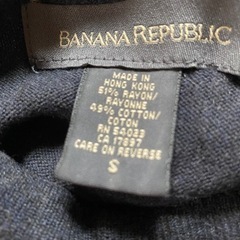 BANANA REPUBLIC
MADE IN
HONG KONG
51% RAYON/
RAYONNE
49% COTTON/
COTON
RN 54023
CA 17897
CARE ON REVERSE
S